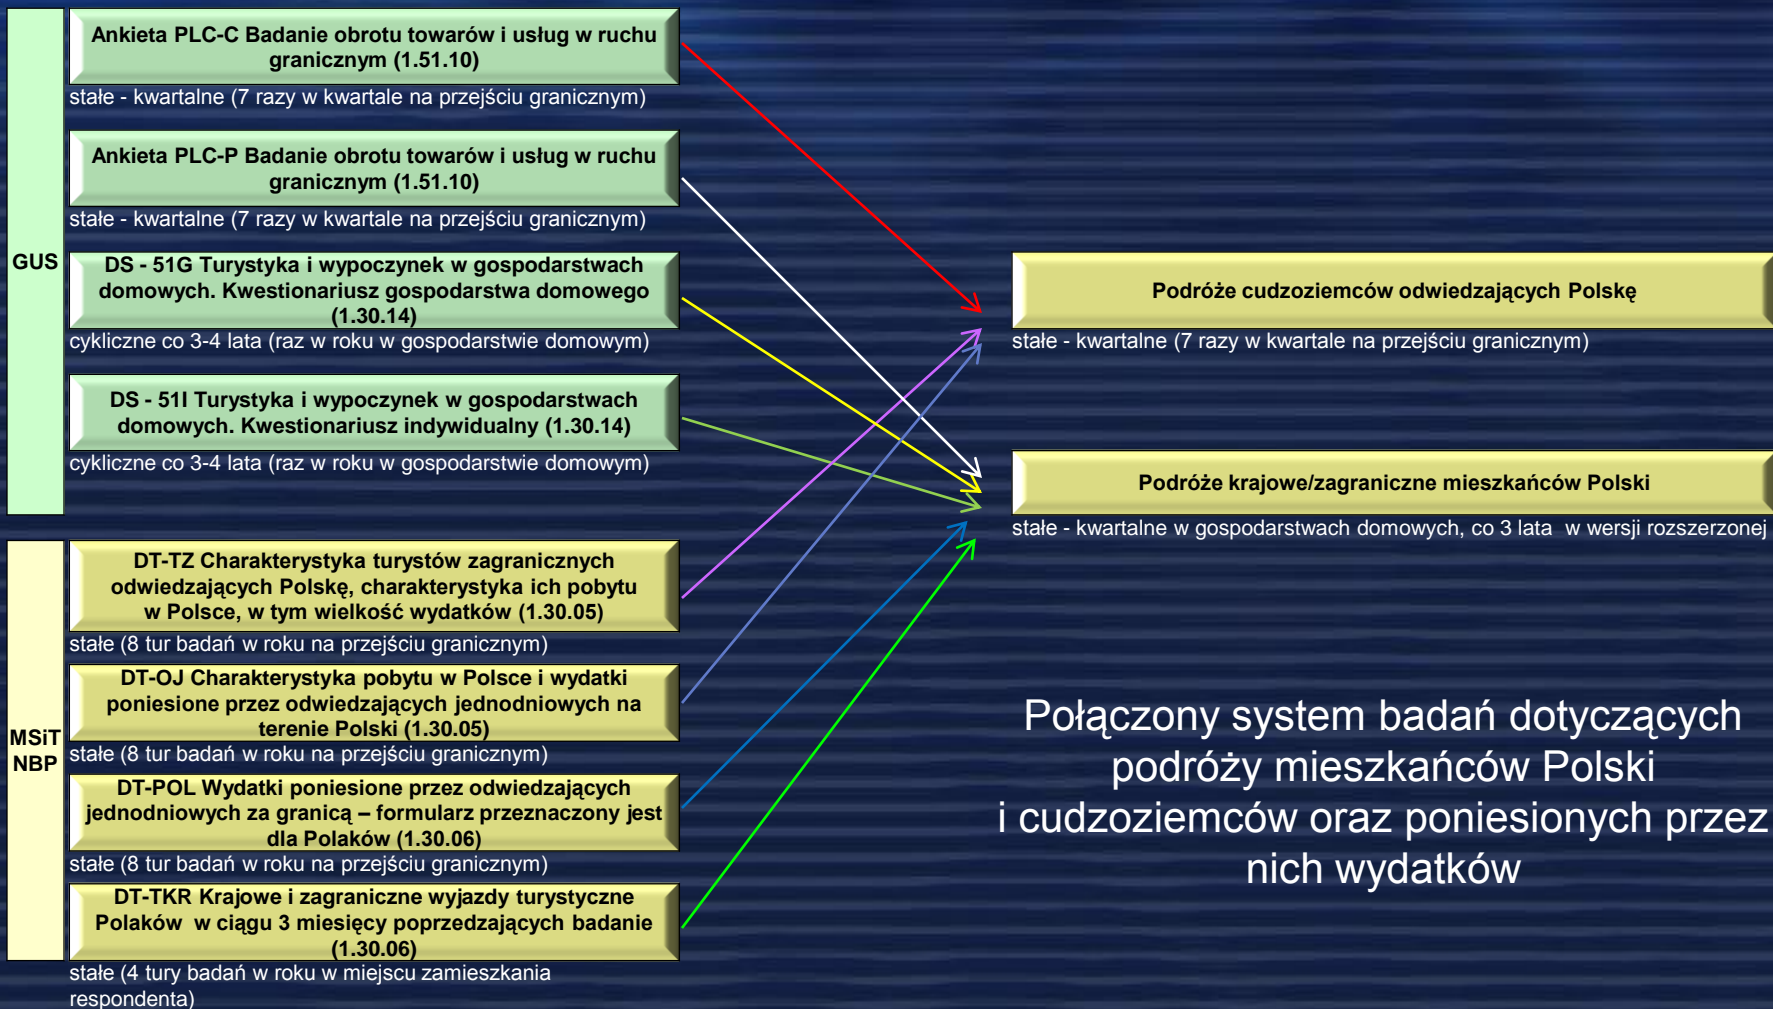 GUS
Ankieta PLC-C Badanie obrotu towarów i usług w ruchu
granicznym (1.51.10)
stałe - kwartalne (7 razy w kwartale na przejściu granicznym)
Ankieta PLC-P Badanie obrotu towarów i usług w ruchu
granicznym (1.51.10)
stałe - kwartalne (7 razy w kwartale na przejściu granicznym)
DS - 51G Turystyka i wypoczynek w gospodarstwach
domowych. Kwestionariusz gospodarstwa domowego
(1.30.14)
cykliczne co 3-4 lata (raz w roku w gospodarstwie domowym)
DS - 51I Turystyka i wypoczynek w gospodarstwach
domowych. Kwestionariusz indywidualny (1.30.14)
cykliczne co 3-4 lata (raz w roku w gospodarstwie domowym)
MSiT
NBP
DT-TZ Charakterystyka turystów zagranicznych
odwiedzających Polskę, charakterystyka ich pobytu
w Polsce, w tym wielkość wydatków (1.30.05)
stałe (8 tur badań w roku na przejściu granicznym)
DT-OJ Charakterystyka pobytu w Polsce i wydatki
poniesione przez odwiedzających jednodniowych na
terenie Polski (1.30.05)
stałe (8 tur badań w roku na przejściu granicznym)
DT-POL Wydatki poniesione przez odwiedzających
jednodniowych za granicą – formularz przeznaczony jest
dla Polaków (1.30.06)
stałe (8 tur badań w roku na przejściu granicznym)
DT-TKR Krajowe i zagraniczne wyjazdy turystyczne
Polaków w ciągu 3 miesięcy poprzedzających badanie
(1.30.06)
stałe (4 tury badań w roku w miejscu zamieszkania
respondenta)
Podróże cudzoziemców odwiedzających Polskę
stałe - kwartalne (7 razy w kwartale na przejściu granicznym)
Podróże krajowe/zagraniczne mieszkańców Polski
stałe - kwartalne w gospodarstwach domowych, co 3 lata w wersji rozszerzonej
Połączony system badań dotyczących
podróży mieszkańców Polski
i cudzoziemców oraz poniesionych przez
nich wydatków